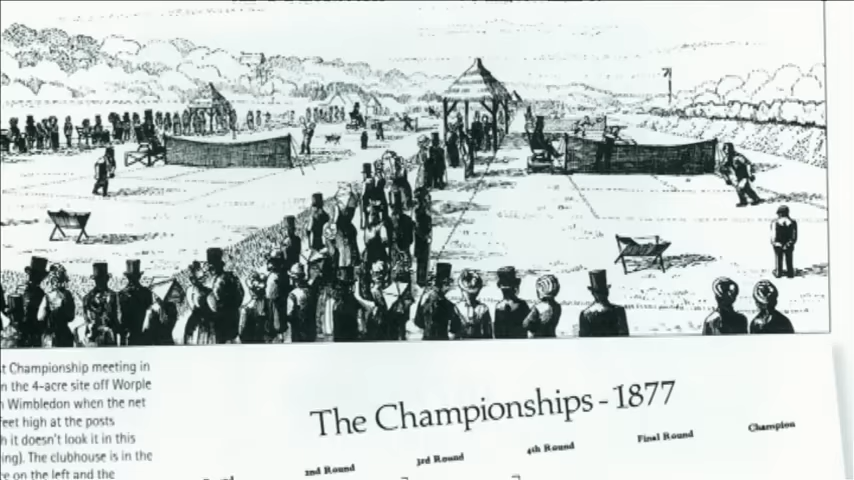 t Championship meeting in
n the 4-acre site off Worple
Wimbledon when the net
feet high at the posts
h it doesn't look it in this
ing). The clubhouse is in the
e on the left and the
The Championships - 1877
2nd Round
3rd Round
4th Round
Final Round
Champion